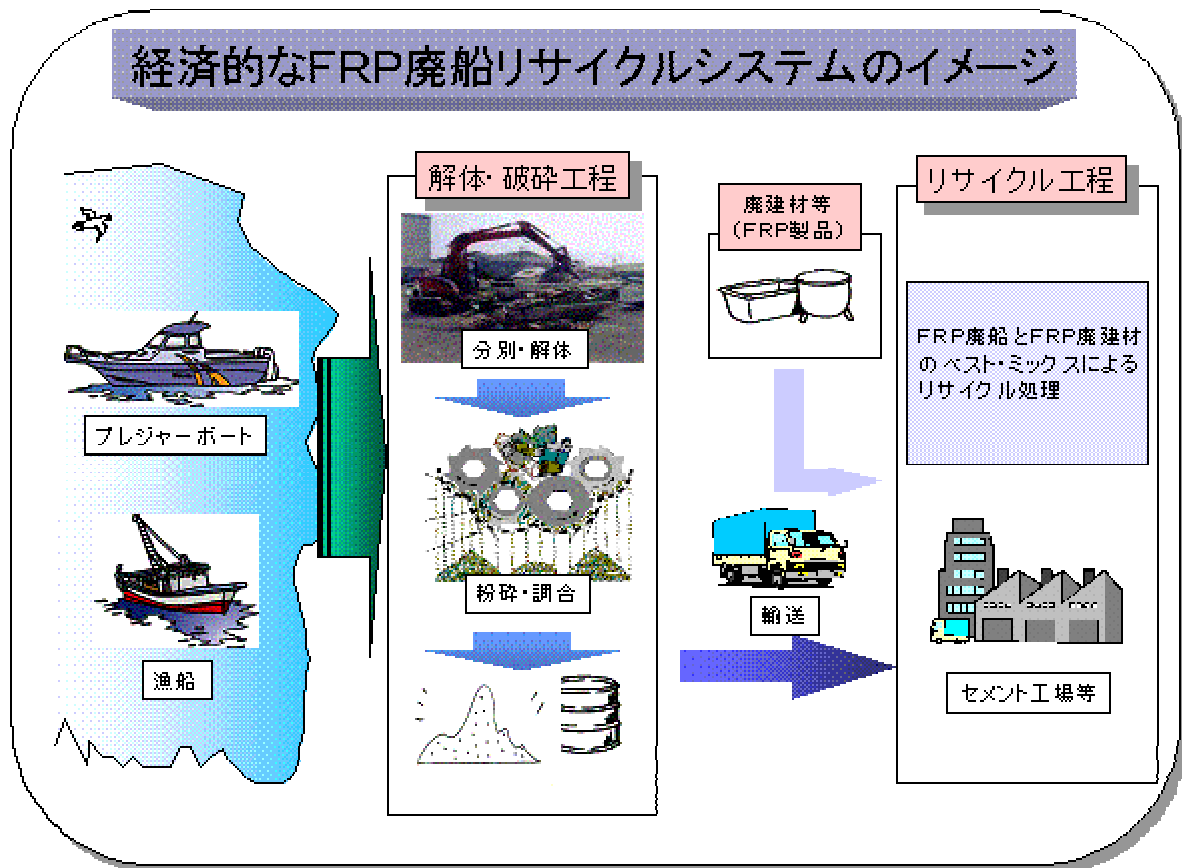 経済的なFRP廃船リサイクルシステムのイメージ
プレジャーボート
漁船
解体・破砕工程
分別・解体
粉砕・調合
廃建材等
（FRP製品）
輸送
リサイクル工程
FRP廃船とFRP廃建材
のベスト・ミックスによる
リサイクル処理
セメント工場等